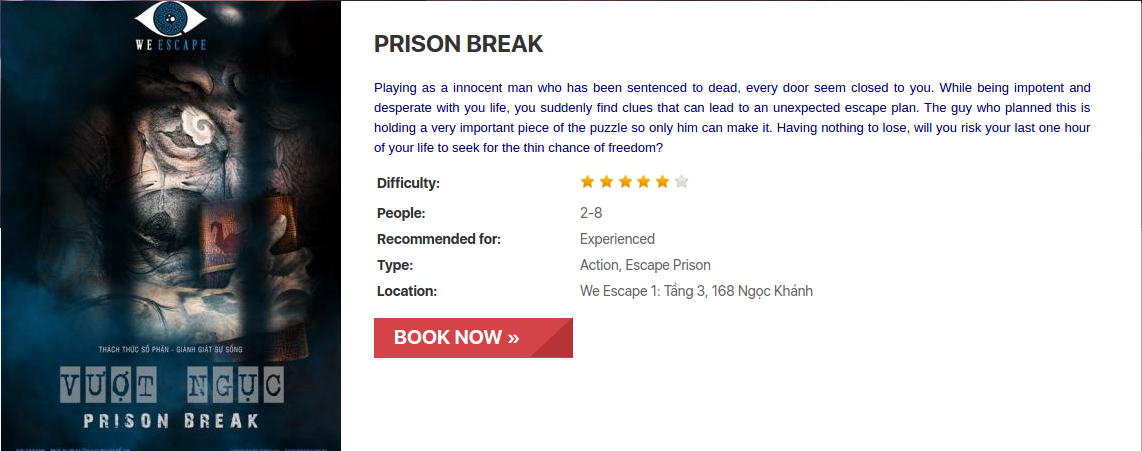 WE ESCAPE
THÁCH THỨC SỐ PHẬN - GIÀNH GIẬT SỰ SỐNG
VƯỢT NGỤC
PRISON BREAK
PRISON BREAK
Playing as a innocent man who has been sentenced to dead, every door seem closed to you. While being impotent and
desperate with you life, you suddenly find clues that can lead to an unexpected escape plan. The guy who planned this is
holding a very important piece of the puzzle so only him can make it. Having nothing to lose, will you risk your last one hour
of your life to seek for the thin chance of freedom?
Difficulty:
People: 2-8
Recommended for: Experienced
Type: Action, Escape Prison
Location: We Escape 1: Tầng 3, 168 Ngọc Khánh
BOOK NOW »